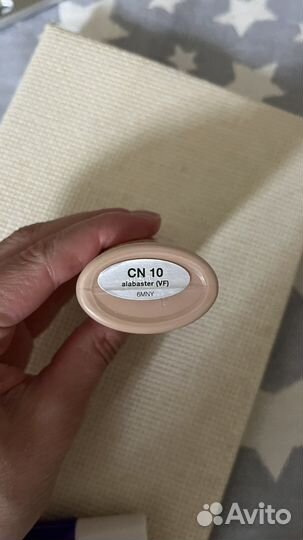 CN 10
alabaster (VF)
6MNY
Avito